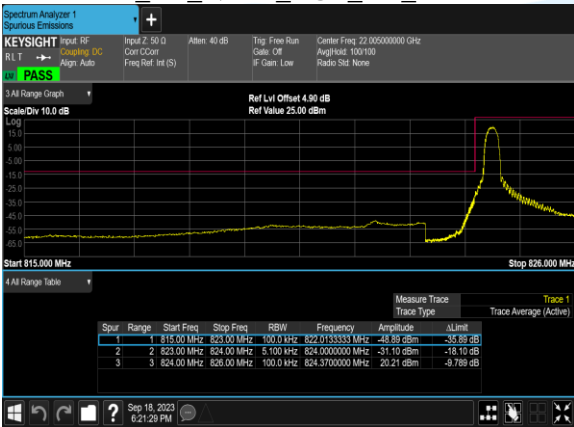 Spectrum Analyzer 1
Spurious Emissions
+
KEYSIGHT Input: RF Input Z: 50 Ω Atten: 40 dB Trig: Free Run Center Freq: 22.005000000 GHz
RLT Coupling: DC Corr CCorr Gate: Off Avg|Hold: 100/100
Align: Auto Freq Ref: Int (S) IF Gain: Low Radio Std: None
PASS
3 All Range Graph
Ref Lvl Offset 4.90 dB
Scale/Div 10.0 dB Ref Value 25.00 dBm
Log
15.0
5.00
-5.00
-15.0
-25.0
-35.0
-45.0
-55.0
-65.0
Start 815.000 MHz Stop 826.000 MHz
4 All Range Table
Measure Trace Trace 1
Trace Type Trace Average (Active)
Spur Range Start Freq Stop Freq RBW Frequency Amplitude ΔLimit
1 1 815.00 MHz 823.00 MHz 100.0 kHz 822.0133333 MHz -48.89 dBm -35.89 dB
2 2 823.00 MHz 824.00 MHz 5.100 kHz 824.0000000 MHz -31.10 dBm -18.10 dB
3 3 824.00 MHz 826.00 MHz 100.0 kHz 824.3700000 MHz 20.21 dBm -9.789 dB
? Sep 18, 2023
6:21:29 PM